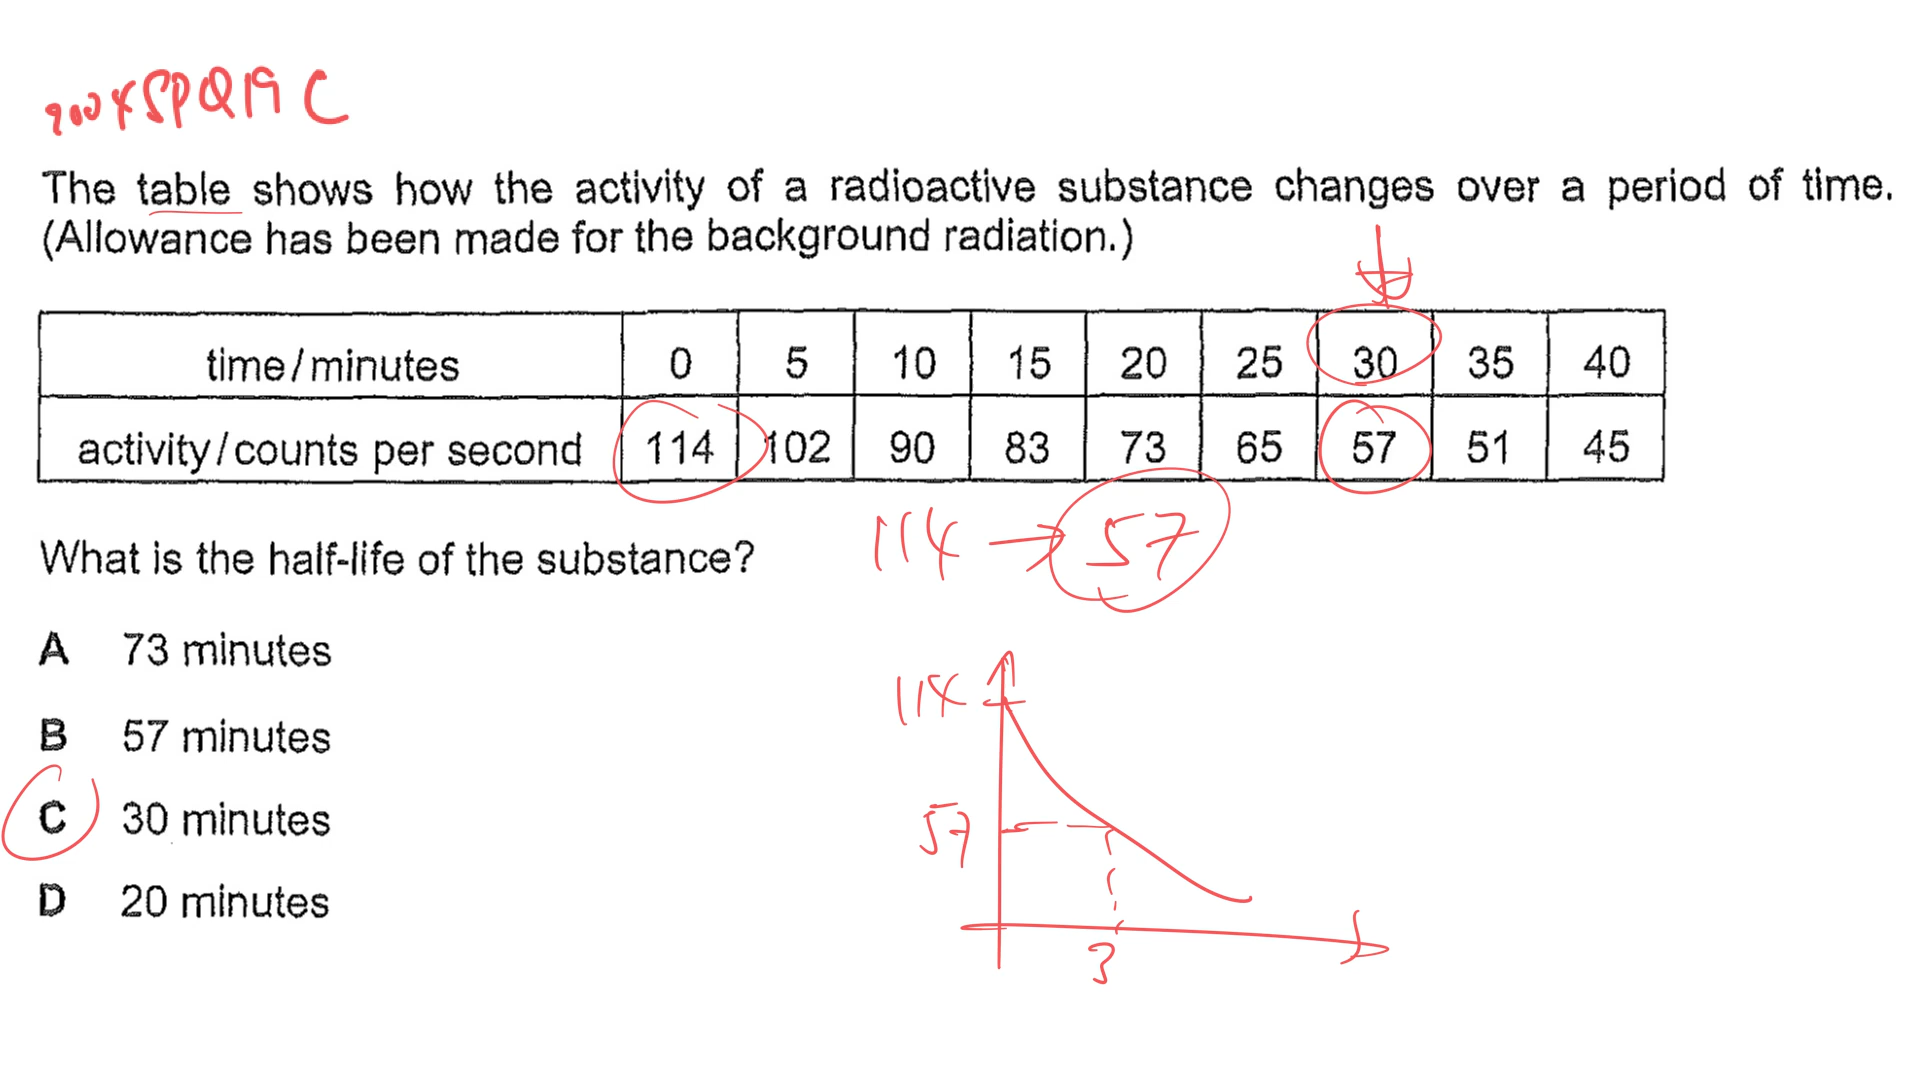 2004SPQ19 C
The table shows how the activity of a radioactive substance changes over a period of time.
(Allowance has been made for the background radiation.)
time/minutes 0 5 10 15 20 25 30 35 40
activity/counts per second 114 102 90 83 73 65 57 51 45
What is the half-life of the substance?
114 → 57
A 73 minutes
B 57 minutes
C 30 minutes
D 20 minutes
114
57
3